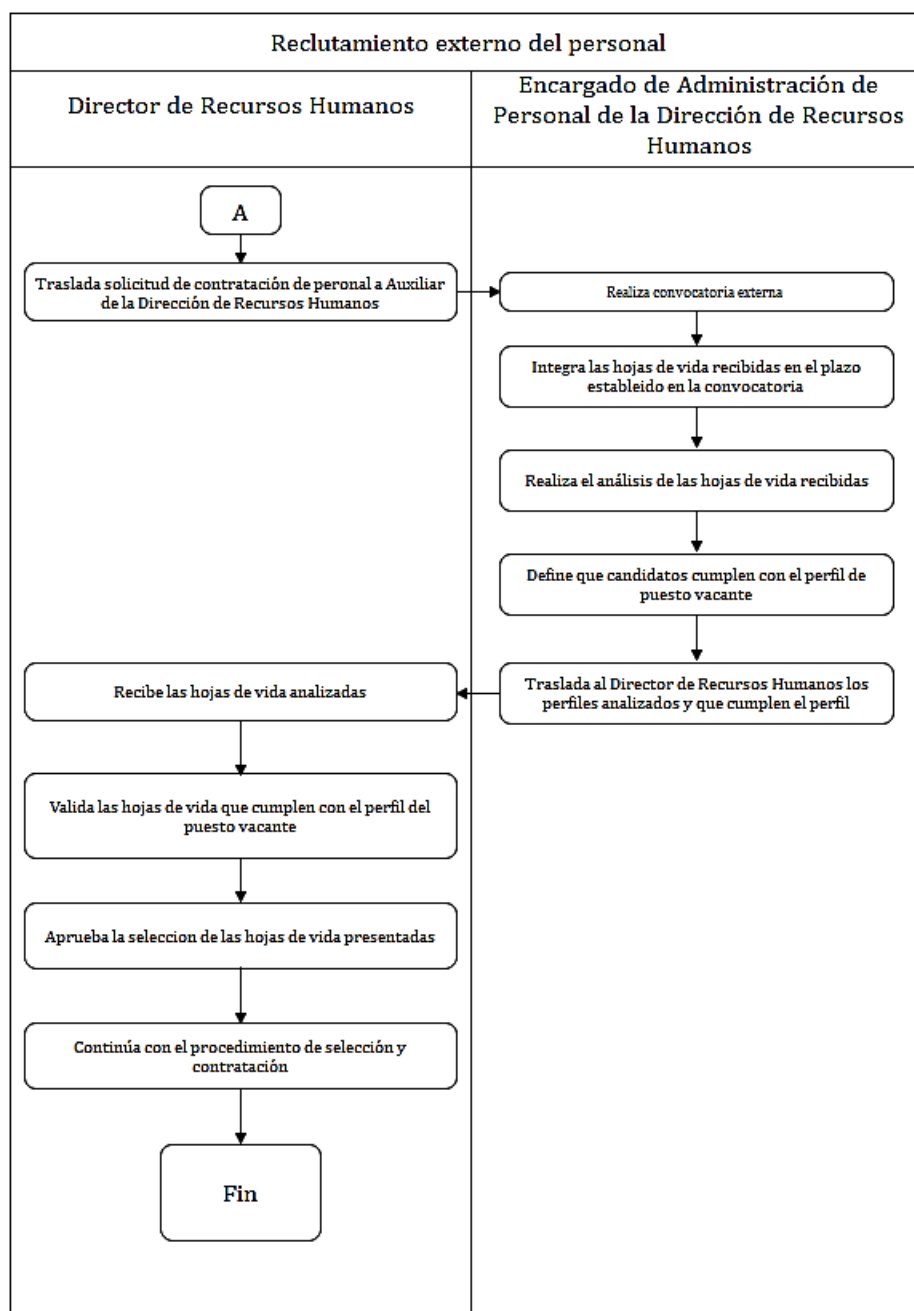 Reclutamiento externo del personal
Director de Recursos Humanos
Encargado de Administración de
Personal de la Dirección de Recursos
Humanos
A
Traslada solicitud de contratación de peronal a Auxiliar
de la Dirección de Recursos Humanos
Realiza convocatoria externa
Integra las hojas de vida recibidas en el plazo
estableido en la convocatoria
Realiza el análisis de las hojas de vida recibidas
Define que candidatos cumplen con el perfil de
puesto vacante
Traslada al Director de Recursos Humanos los
perfiles analizados y que cumplen el perfil
Recibe las hojas de vida analizadas
Valida las hojas de vida que cumplen con el perfil del
puesto vacante
Aprueba la seleccion de las hojas de vida presentadas
Continúa con el procedimiento de selección y
contratación
Fin